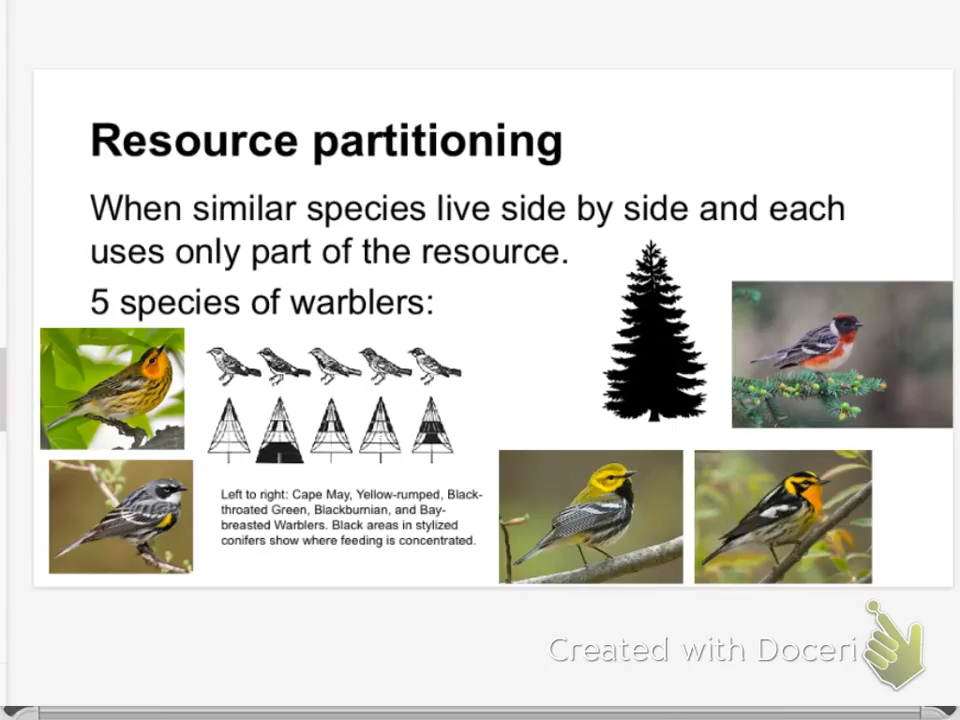 Resource partitioning
When similar species live side by side and each
uses only part of the resource.
5 species of warblers:
Left to right: Cape May, Yellow-rumped, Black-
throated Green, Blackburnian, and Bay-
breasted Warblers. Black areas in stylized
conifers show where feeding is concentrated.
Created with Doceri